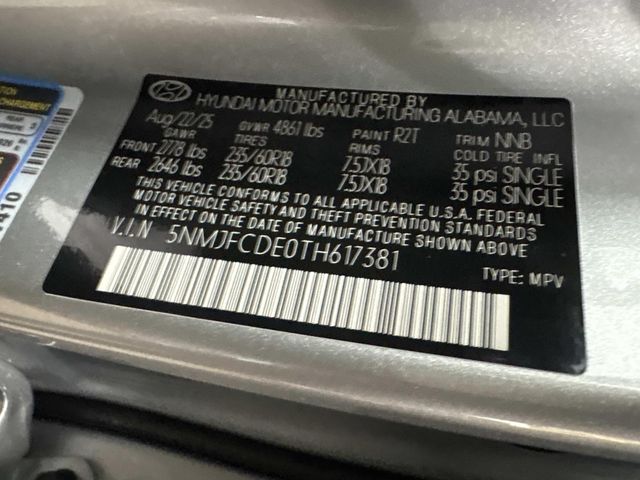 MANUFACTURED BY
HYUNDAI MOTOR MANUFACTURING ALABAMA, LLC
Aug/22/25 GVWR 4861 lbs PAINT R2T TRIM NNB
GAWR TIRES RIMS COLD TIRE INFL
FRONT 2778 lbs 235/60R18 7.5JX18 35 psi SINGLE
REAR 2646 lbs 235/60R18 7.5JX18 35 psi SINGLE
THIS VEHICLE CONFORMS TO ALL APPLICABLE U.S.A. FEDERAL
MOTOR VEHICLE SAFETY AND THEFT PREVENTION STANDARDS
IN EFFECT ON THE DATE OF MANUFACTURE SHOWN ABOVE
V.I.N 5NMJFCDE0TH617381
TYPE: MPV
REAR
410